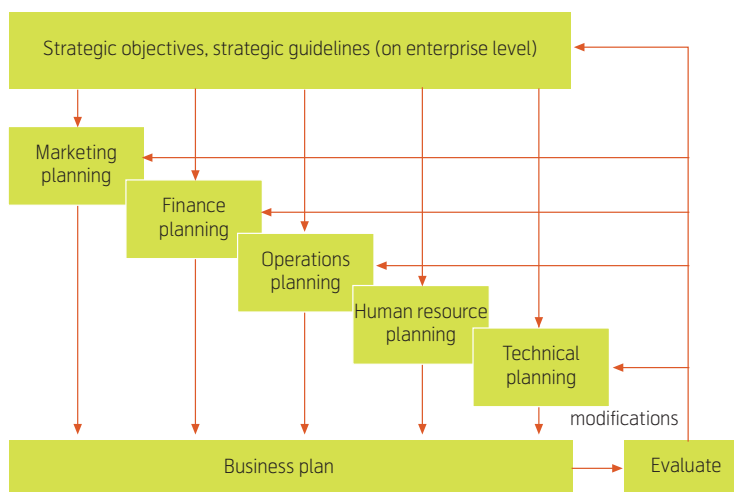 Strategic objectives, strategic guidelines (on enterprise level)
Marketing
planning
Finance
planning
Operations
planning
Human resource
planning
Technical
planning
modifications
Business plan
Evaluate